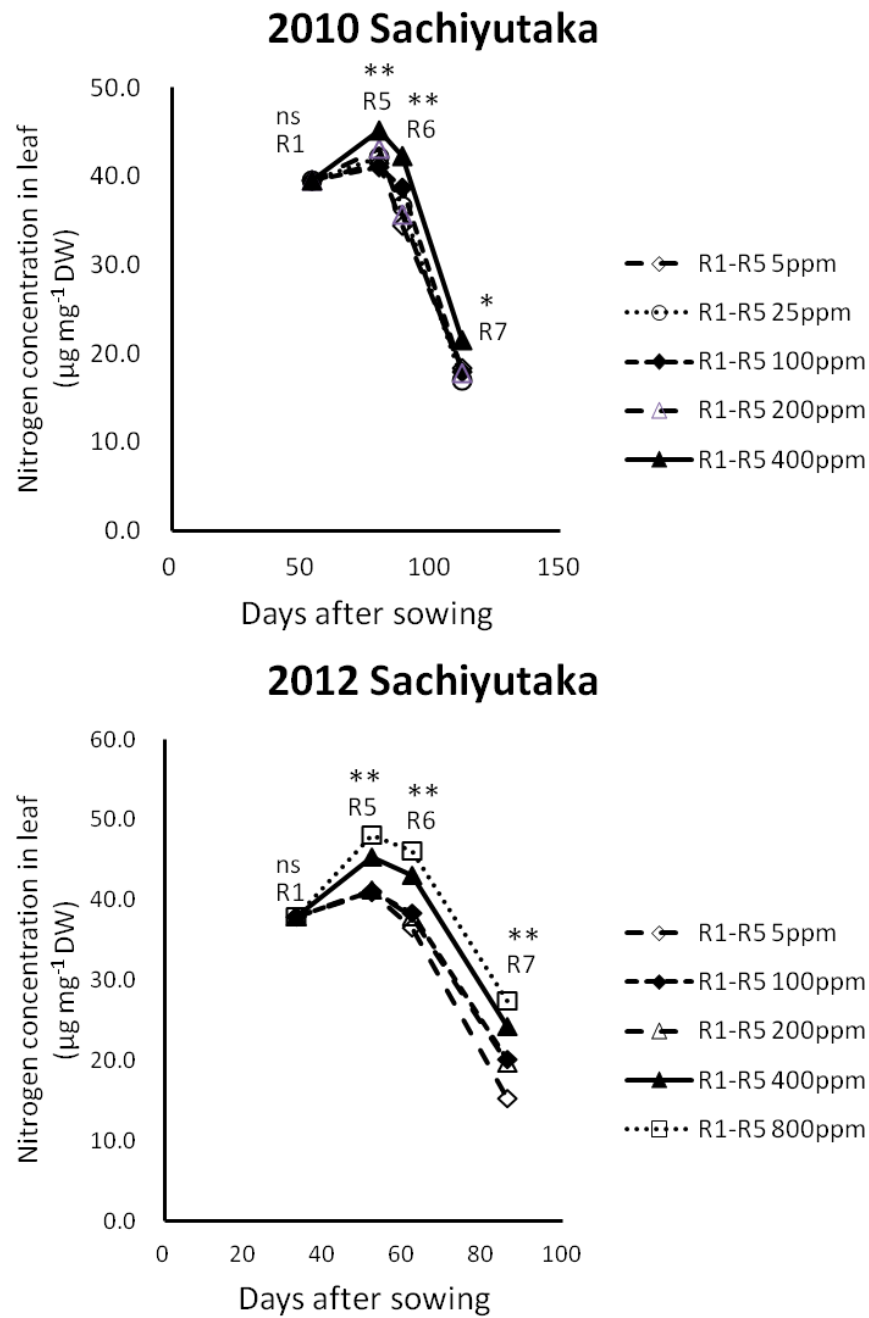 2010 Sachiyutaka
Nitrogen concentration in leaf
(µg mg⁻¹ DW)
50.0
40.0
30.0
20.0
10.0
0.0
ns
R1
**
R5
**
R6
*
R7
0
50
100
150
Days after sowing
R1-R5 5ppm
R1-R5 25ppm
R1-R5 100ppm
R1-R5 200ppm
R1-R5 400ppm
2012 Sachiyutaka
Nitrogen concentration in leaf
(µg mg⁻¹ DW)
60.0
50.0
40.0
30.0
20.0
10.0
0.0
ns
R1
**
R5
**
R6
**
R7
0
20
40
60
80
100
Days after sowing
R1-R5 5ppm
R1-R5 100ppm
R1-R5 200ppm
R1-R5 400ppm
R1-R5 800ppm